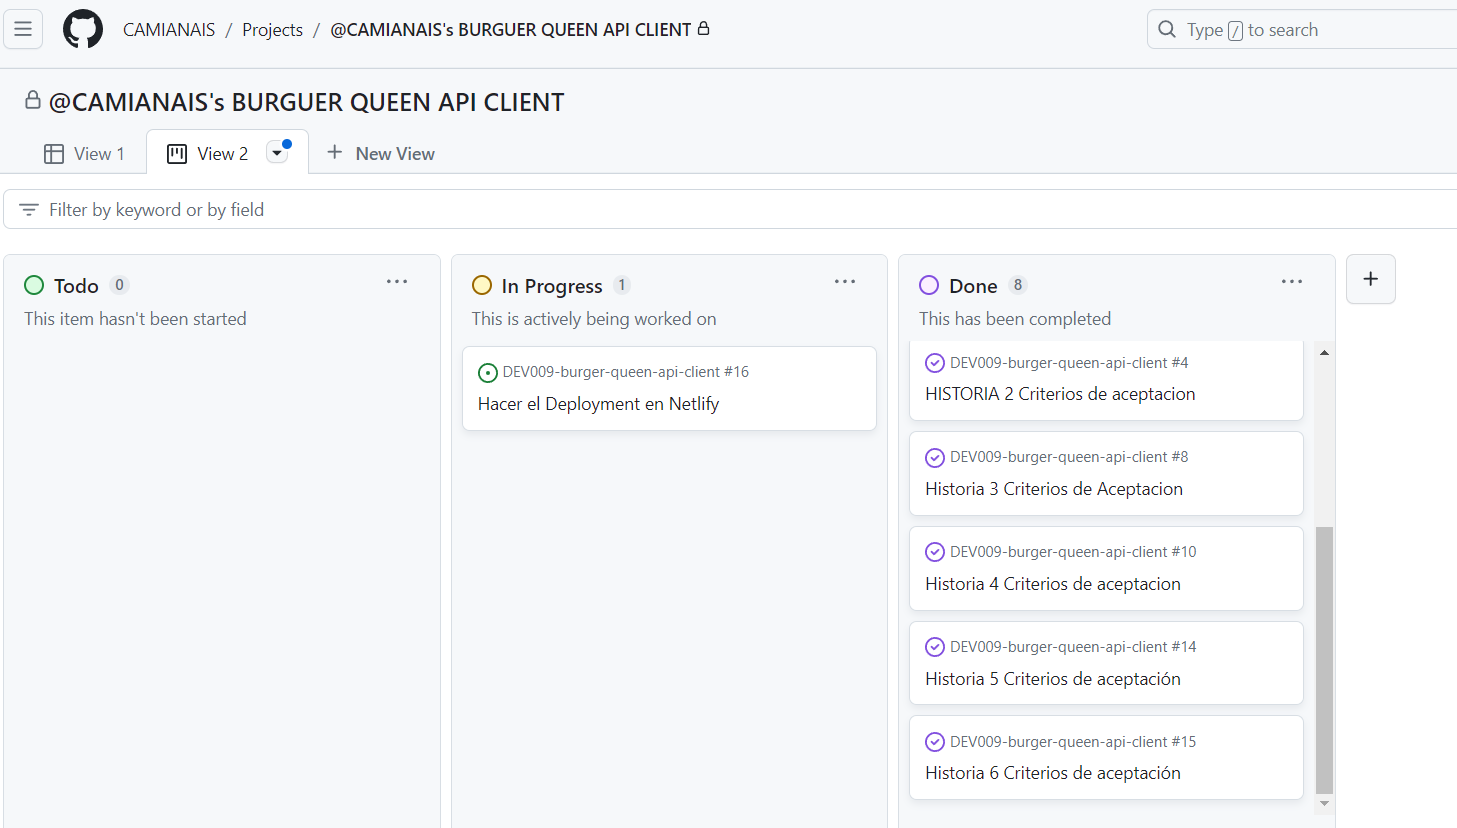 CAMIANAIS / Projects / @CAMIANAIS's BURGUER QUEEN API CLIENT
Type / to search
@CAMIANAIS's BURGUER QUEEN API CLIENT
View 1
View 2
New View
Filter by keyword or by field
Todo 0
This item hasn't been started
In Progress 1
This is actively being worked on
DEV009-burger-queen-api-client #16
Hacer el Deployment en Netlify
Done 8
This has been completed
DEV009-burger-queen-api-client #4
HISTORIA 2 Criterios de aceptacion
DEV009-burger-queen-api-client #8
Historia 3 Criterios de Aceptacion
DEV009-burger-queen-api-client #10
Historia 4 Criterios de aceptacion
DEV009-burger-queen-api-client #14
Historia 5 Criterios de aceptación
DEV009-burger-queen-api-client #15
Historia 6 Criterios de aceptación